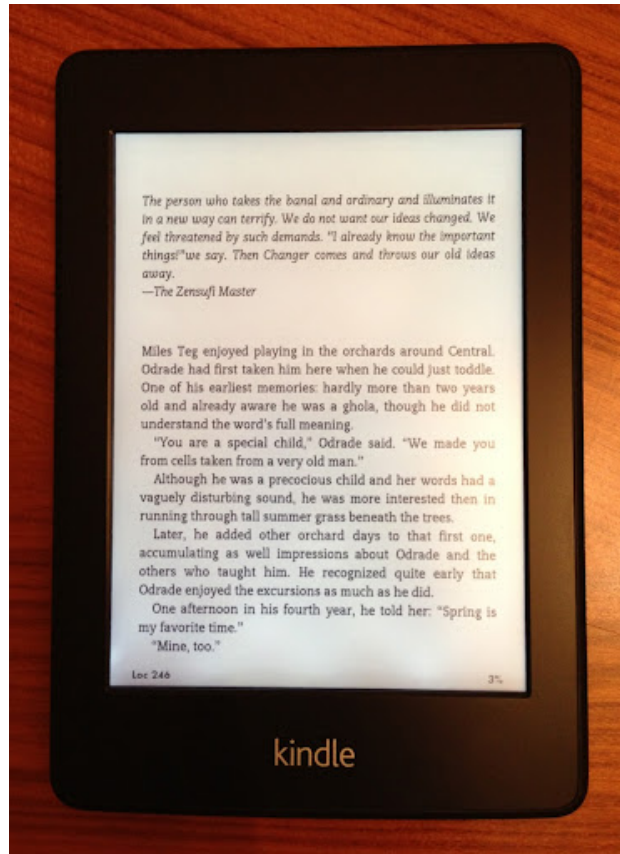 The person who takes the banal and ordinary and illuminates it
in a new way can terrify. We do not want our ideas changed. We
feel threatened by such demands. "I already know the important
things!"we say. Then Changer comes and throws our old ideas
away.
—The Zensufi Master
Miles Teg enjoyed playing in the orchards around Central.
Odrade had first taken him here when he could just toddle.
One of his earliest memories: hardly more than two years
old and already aware he was a ghola, though he did not
understand the word's full meaning.
"You are a special child," Odrade said. "We made you
from cells taken from a very old man."
Although he was a precocious child and her words had a
vaguely disturbing sound, he was more interested then in
running through tall summer grass beneath the trees.
Later, he added other orchard days to that first one,
accumulating as well impressions about Odrade and the
others who taught him. He recognized quite early that
Odrade enjoyed the excursions as much as he did.
One afternoon in his fourth year, he told her: "Spring is
my favorite time."
"Mine, too."
Loc 246 3%
kindle